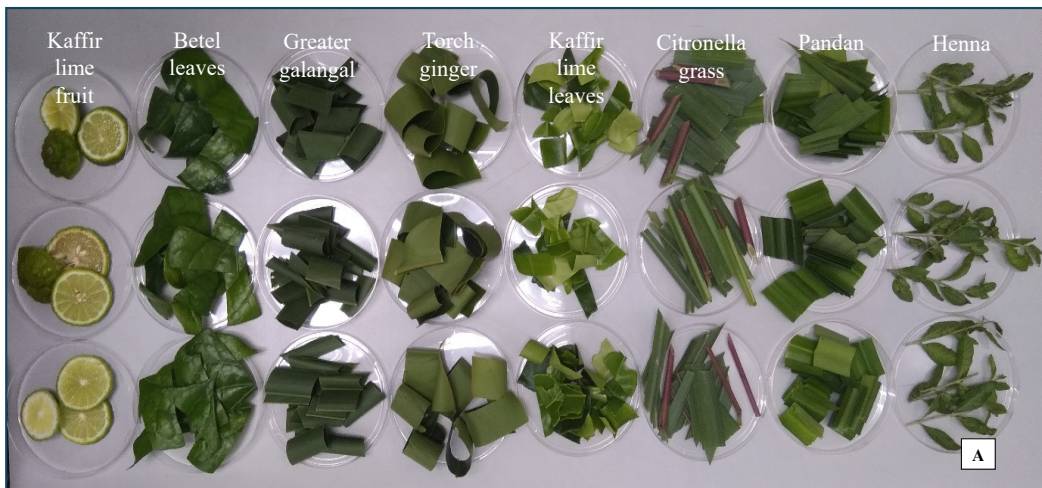 Kaffir
lime
fruit
Betel
leaves
Greater
galangal
Torch
ginger
Kaffir
lime
leaves
Citronella
grass
Pandan
Henna
A